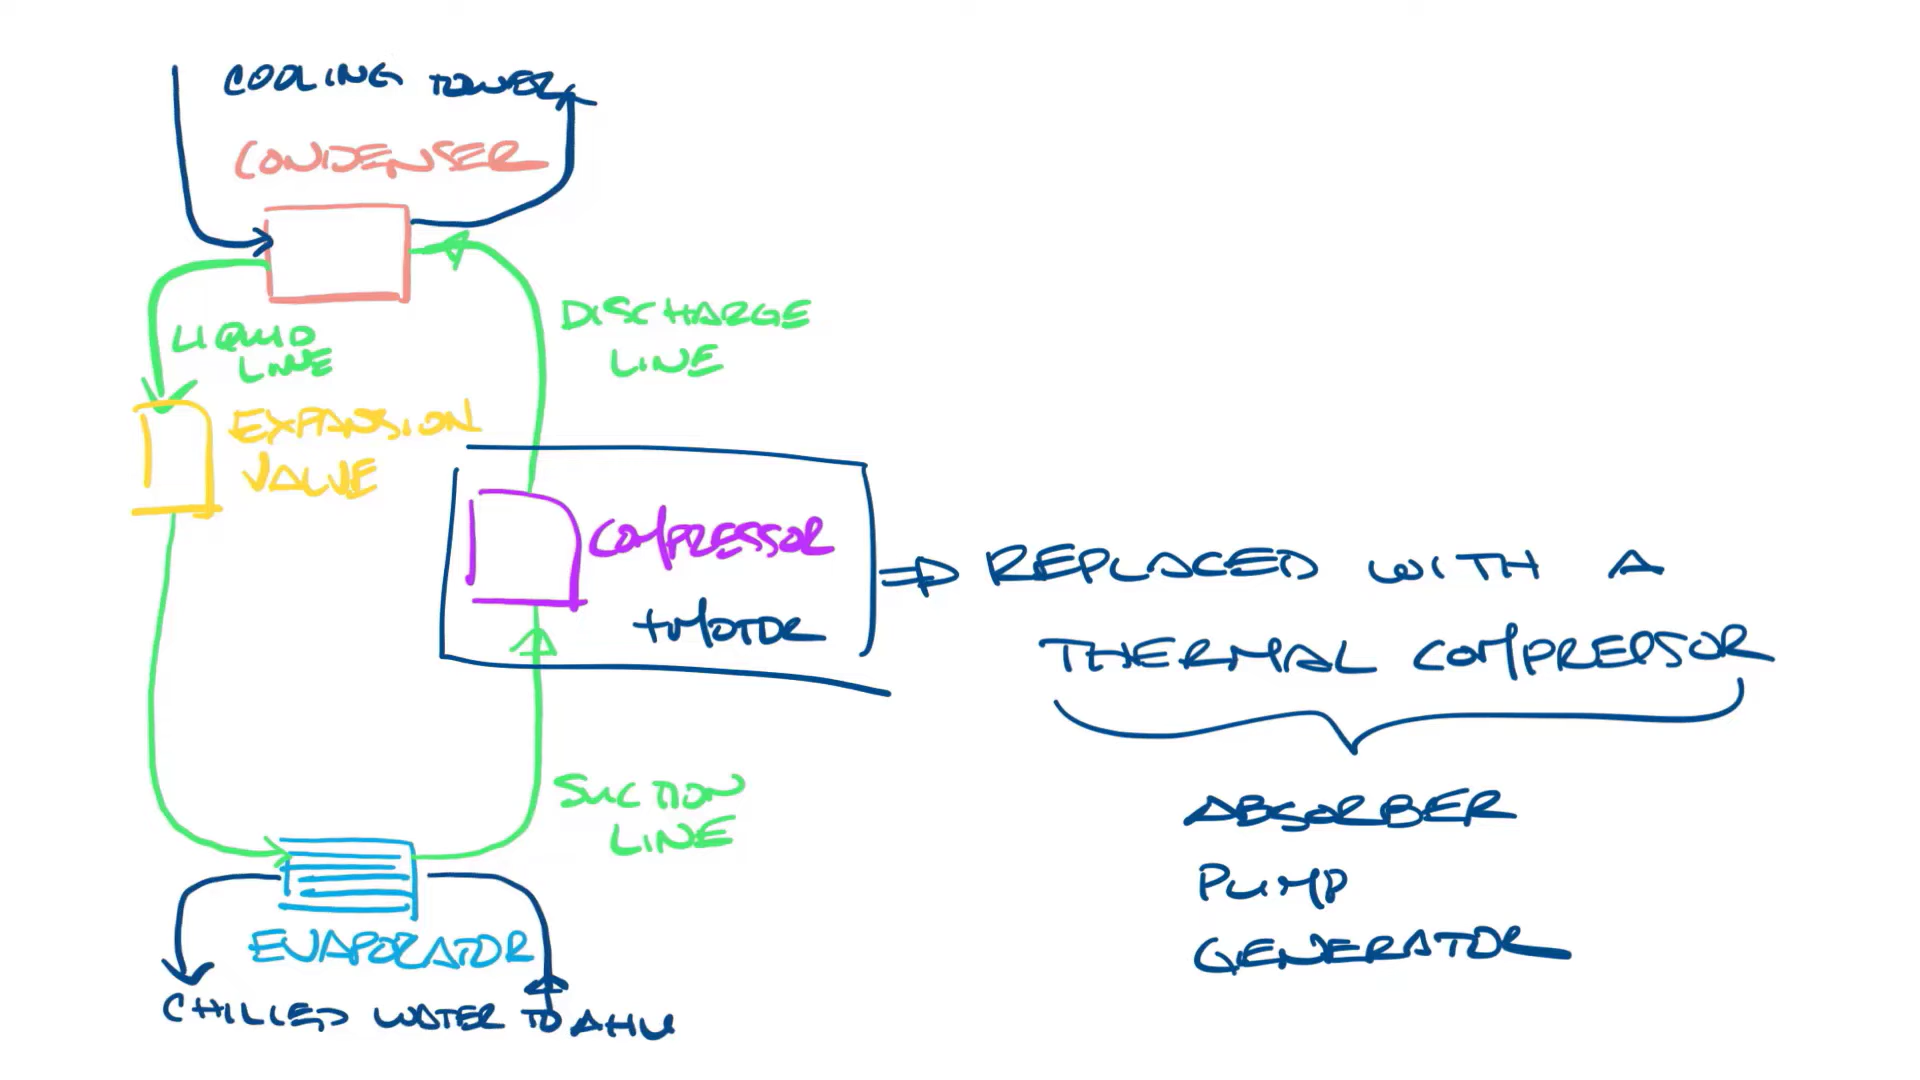 COOLING TOWER
CONDENSER
DISCHARGE
LINE
LIQUID
LINE
EXPANSION
VALVE
COMPRESSOR
+MOTOR
REPLACED WITH A
THERMAL COMPRESSOR
SUCTION
LINE
ABSORBER
PUMP
GENERATOR
EVAPORATOR
CHILLED WATER TO AHU